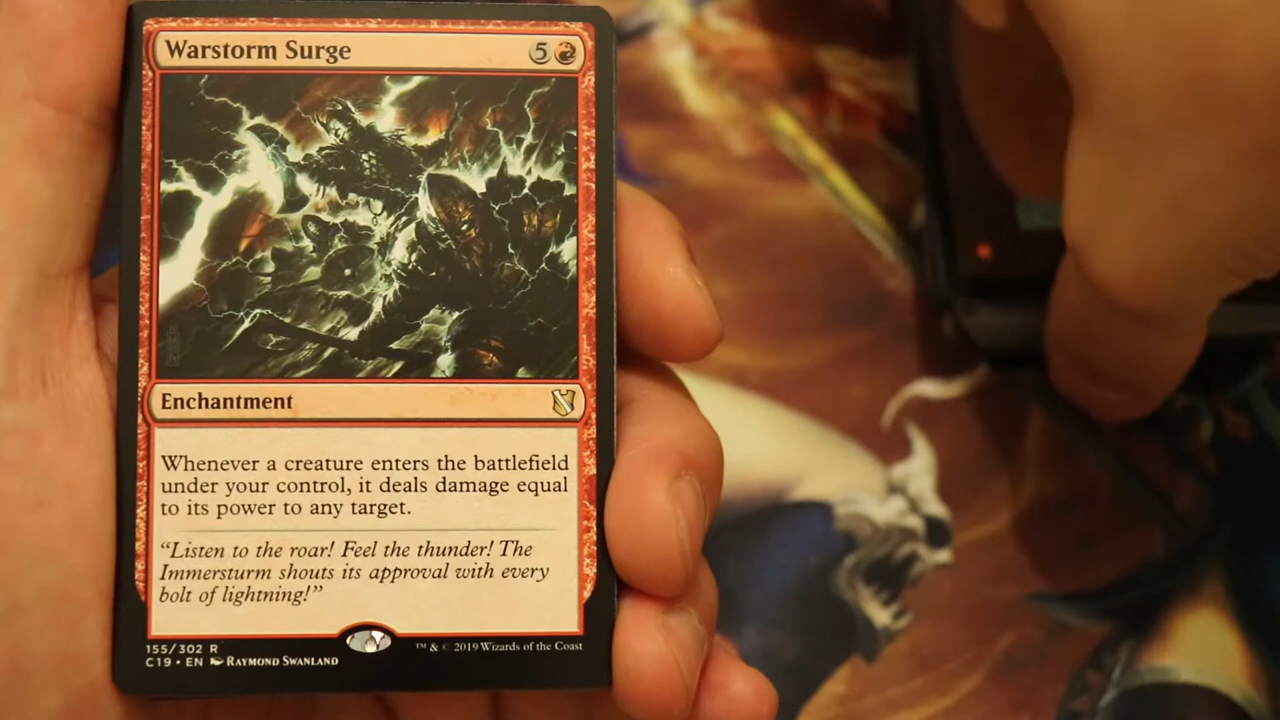 Warstorm Surge 5
Enchantment
Whenever a creature enters the battlefield
under your control, it deals damage equal
to its power to any target.
“Listen to the roar! Feel the thunder! The
Immersturm shouts its approval with every
bolt of lightning!”
155/302 R
C19 • EN RAYMOND SWANLAND
™ & © 2019 Wizards of the Coast